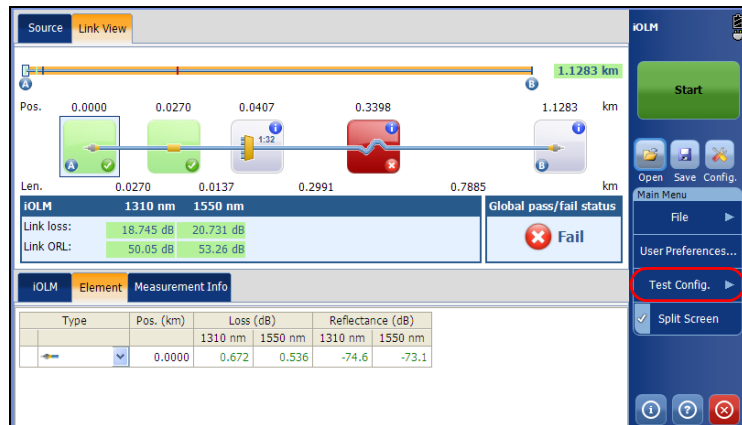 Source Link View
iOLM
1.1283 km
A B
Start
Pos. 0.0000 0.0270 0.0407 0.3398 1.1283 km
1:32
A B
Open Save Config.
Len. 0.0270 0.0137 0.2991 0.7885 km
Main Menu
iOLM 1310 nm 1550 nm Global pass/fail status
File
Link loss: 18.745 dB 20.731 dB
Fail
Link ORL: 50.05 dB 53.26 dB
User Preferences...
iOLM Element Measurement Info
Test Config.
Type Pos. (km) Loss (dB) Reflectance (dB)
Split Screen
1310 nm 1550 nm 1310 nm 1550 nm
0.0000 0.672 0.536 -74.6 -73.1